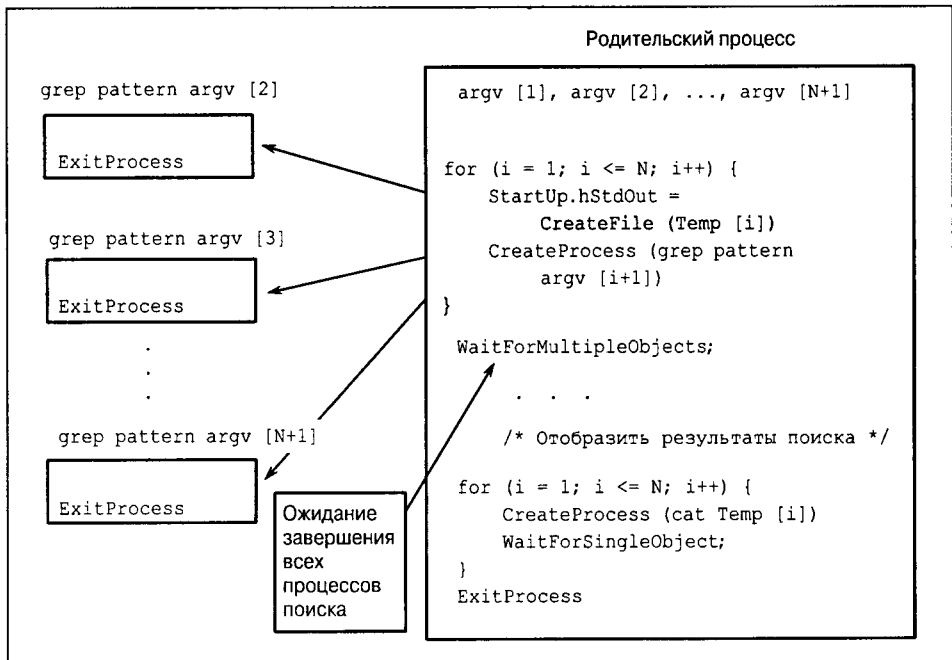 Родительский процесс
grep pattern argv [2]
ExitProcess
grep pattern argv [3]
ExitProcess
.
.
.
grep pattern argv [N+1]
ExitProcess
Ожидание
завершения
всех
процессов
поиска
argv [1], argv [2], ..., argv [N+1]
for (i = 1; i <= N; i++) {
StartUp.hStdOut =
CreateFile (Temp [i])
CreateProcess (grep pattern
argv [i+1])
}
WaitForMultipleObjects;
. . .
/* Отобразить результаты поиска */
for (i = 1; i <= N; i++) {
CreateProcess (cat Temp [i])
WaitForSingleObject;
}
ExitProcess